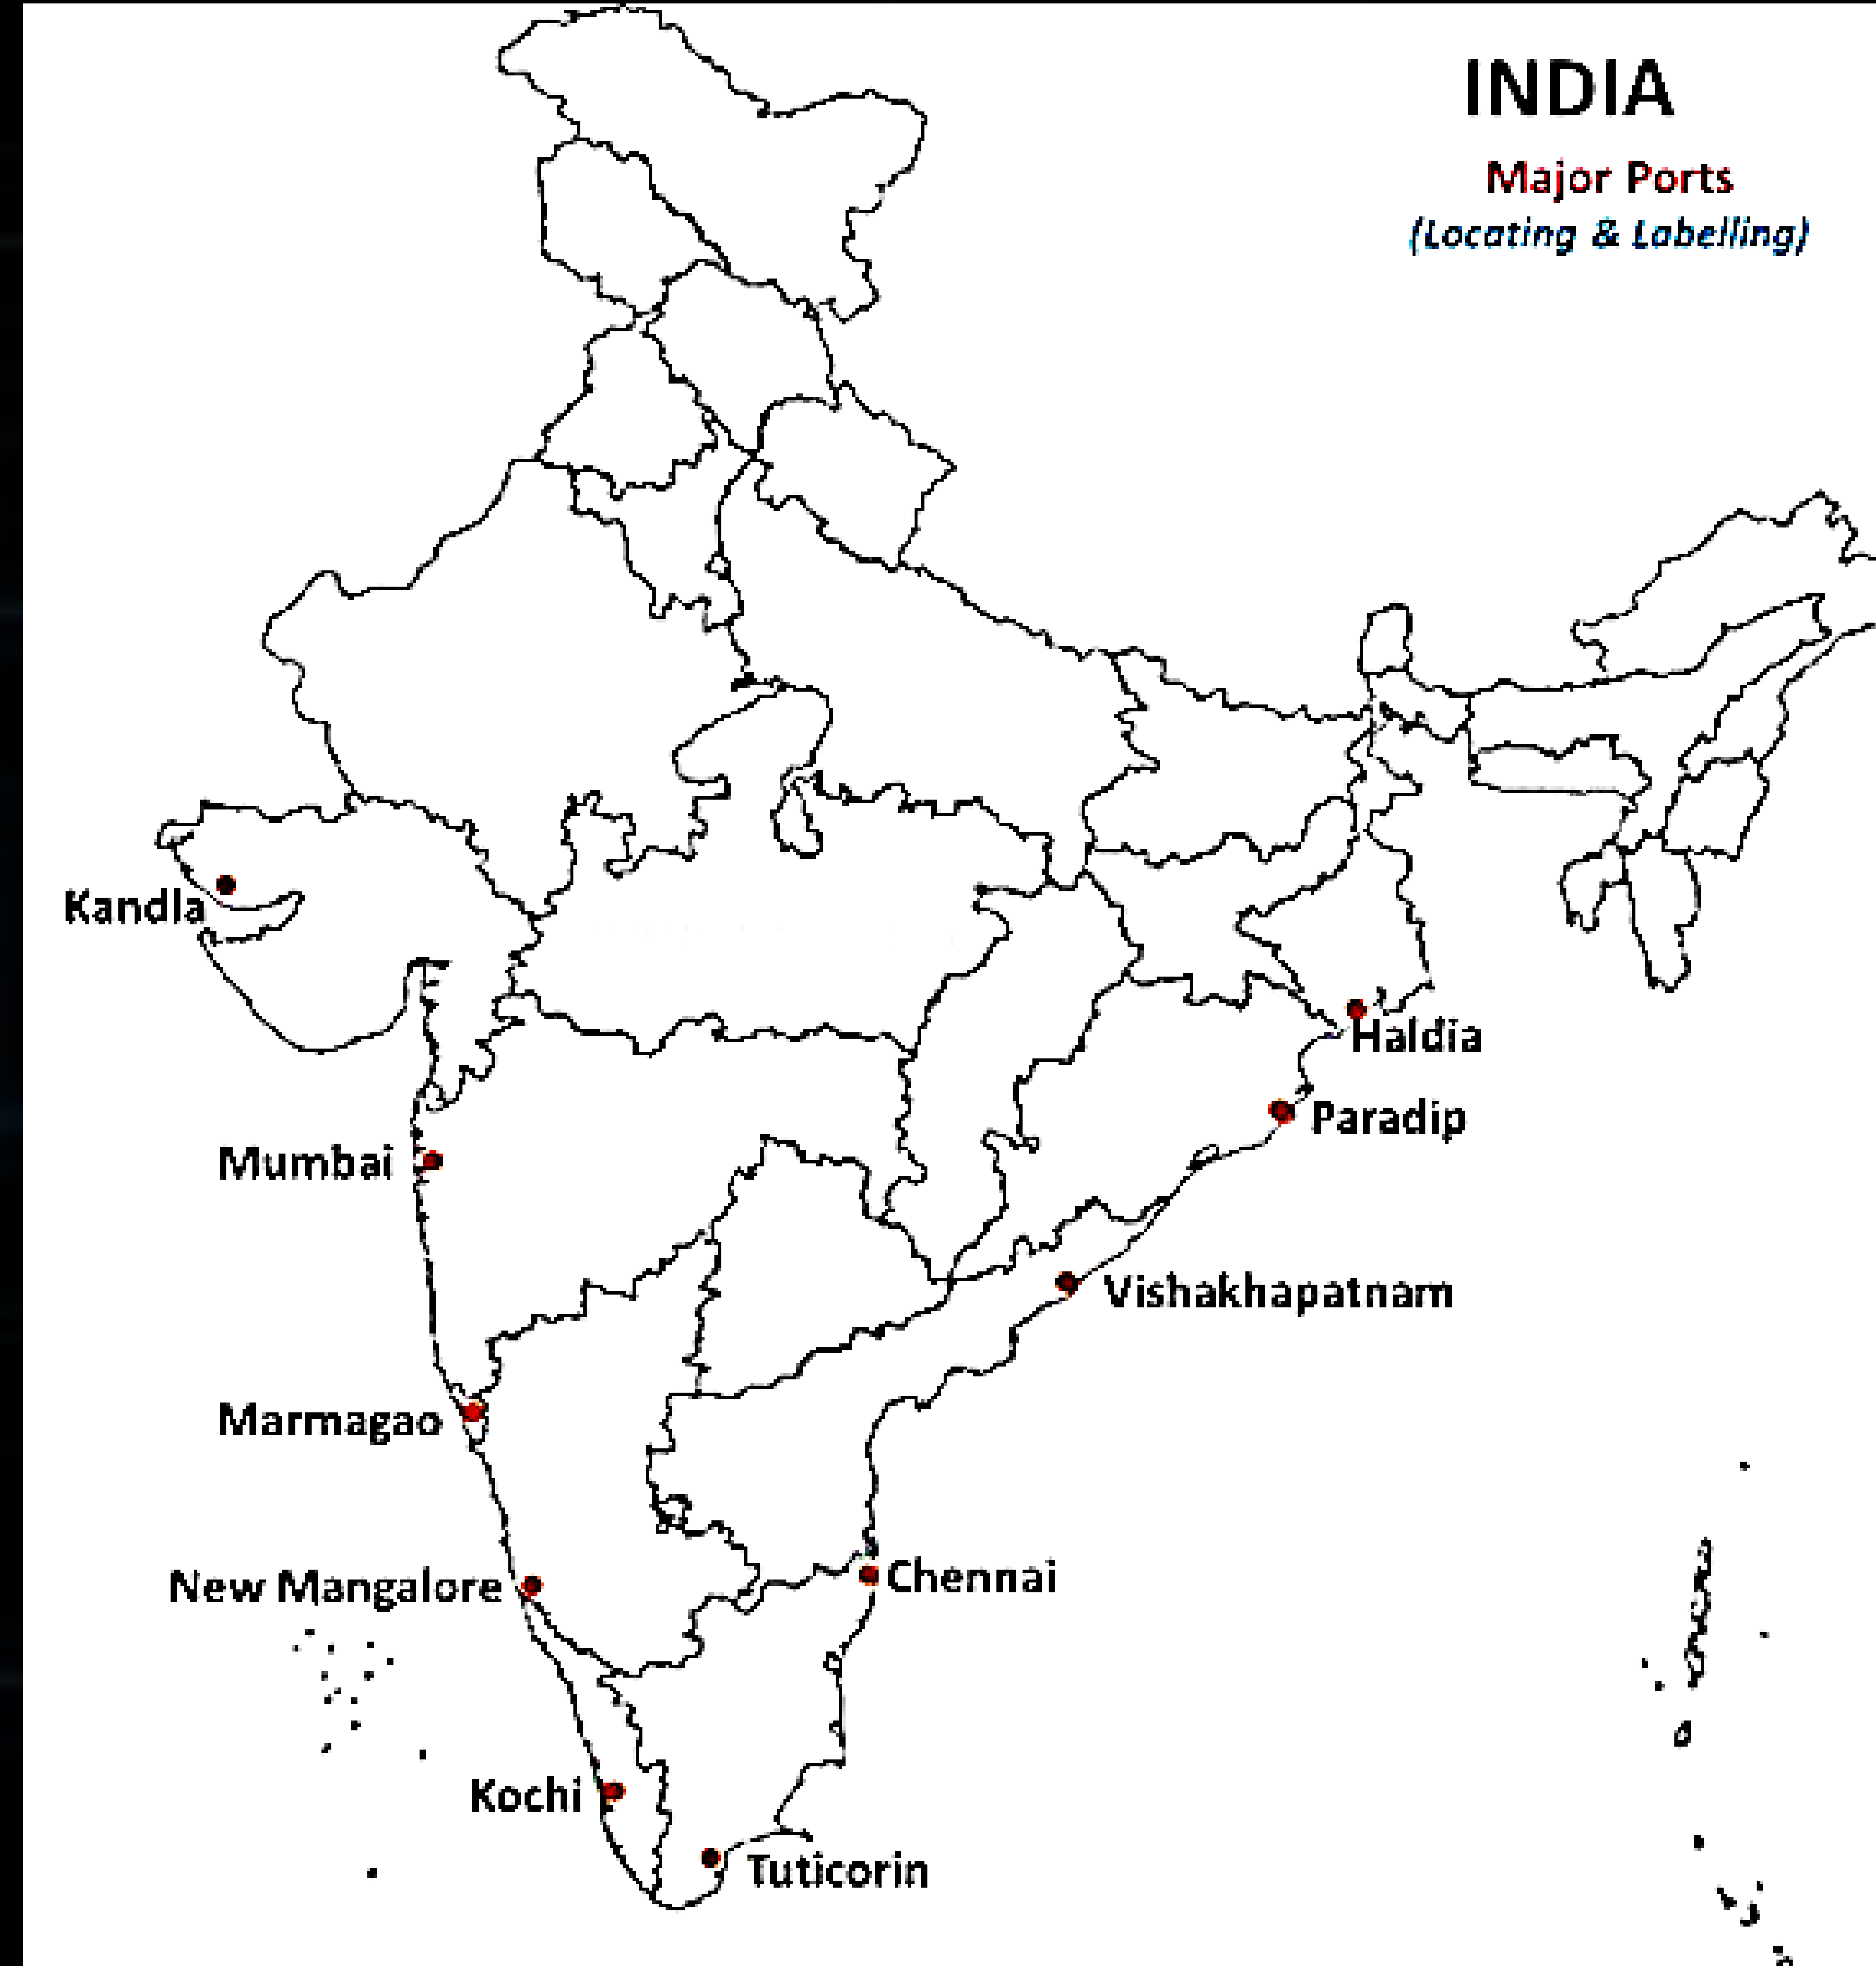 INDIA
Major Ports
(Locating & Labelling)
Kandla
Haldia
Paradip
Mumbai
Vishakhapatnam
Marmagao
New Mangalore
Chennai
Kochi
Tuticorin